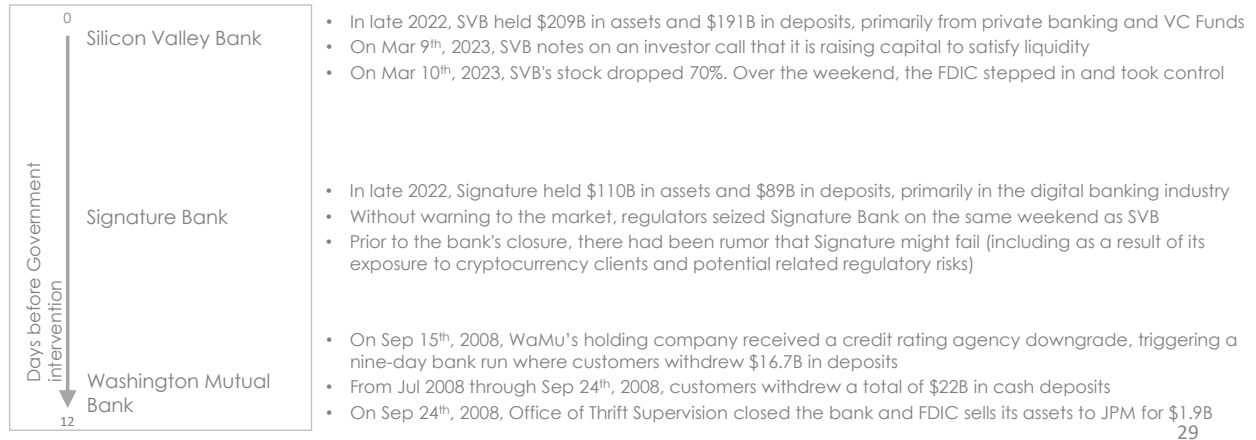 0
Silicon Valley Bank
• In late 2022, SVB held $209B in assets and $191B in deposits, primarily from private banking and VC Funds
• On Mar 9th, 2023, SVB notes on an investor call that it is raising capital to satisfy liquidity
• On Mar 10th, 2023, SVB's stock dropped 70%. Over the weekend, the FDIC stepped in and took control
Days before Government
intervention
Signature Bank
• In late 2022, Signature held $110B in assets and $89B in deposits, primarily in the digital banking industry
• Without warning to the market, regulators seized Signature Bank on the same weekend as SVB
• Prior to the bank's closure, there had been rumor that Signature might fail (including as a result of its
exposure to cryptocurrency clients and potential related regulatory risks)
Washington Mutual
Bank
12
• On Sep 15th, 2008, WaMu’s holding company received a credit rating agency downgrade, triggering a
nine-day bank run where customers withdrew $16.7B in deposits
• From Jul 2008 through Sep 24th, 2008, customers withdrew a total of $22B in cash deposits
• On Sep 24th, 2008, Office of Thrift Supervision closed the bank and FDIC sells its assets to JPM for $1.9B
29